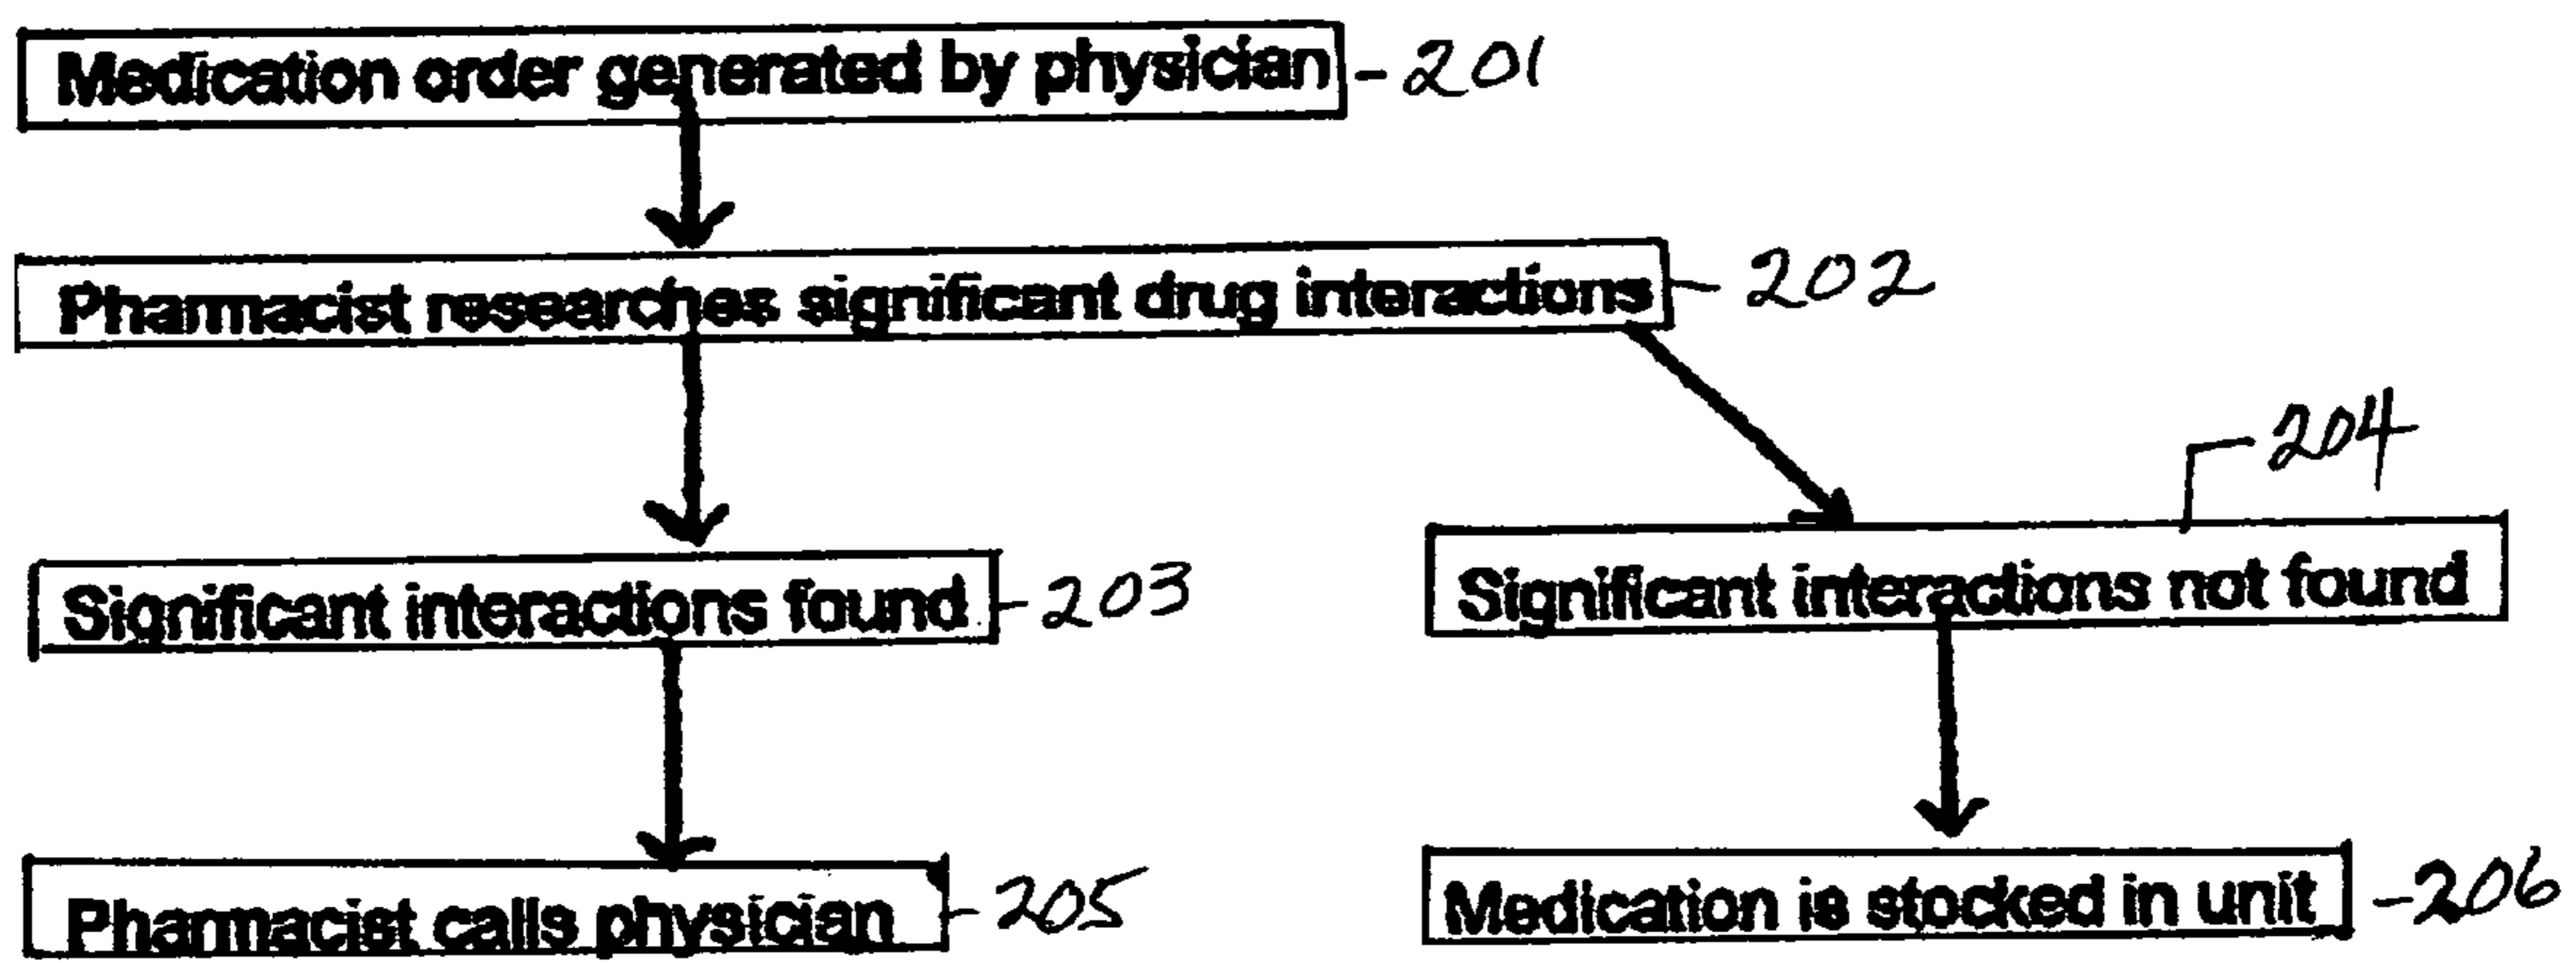 Medication order generated by physician - 201
Pharmacist researches significant drug interactions 202
204
Significant interactions found 203
Significant interactions not found
Pharmacist calls physician 205
Medication is stocked in unit 206